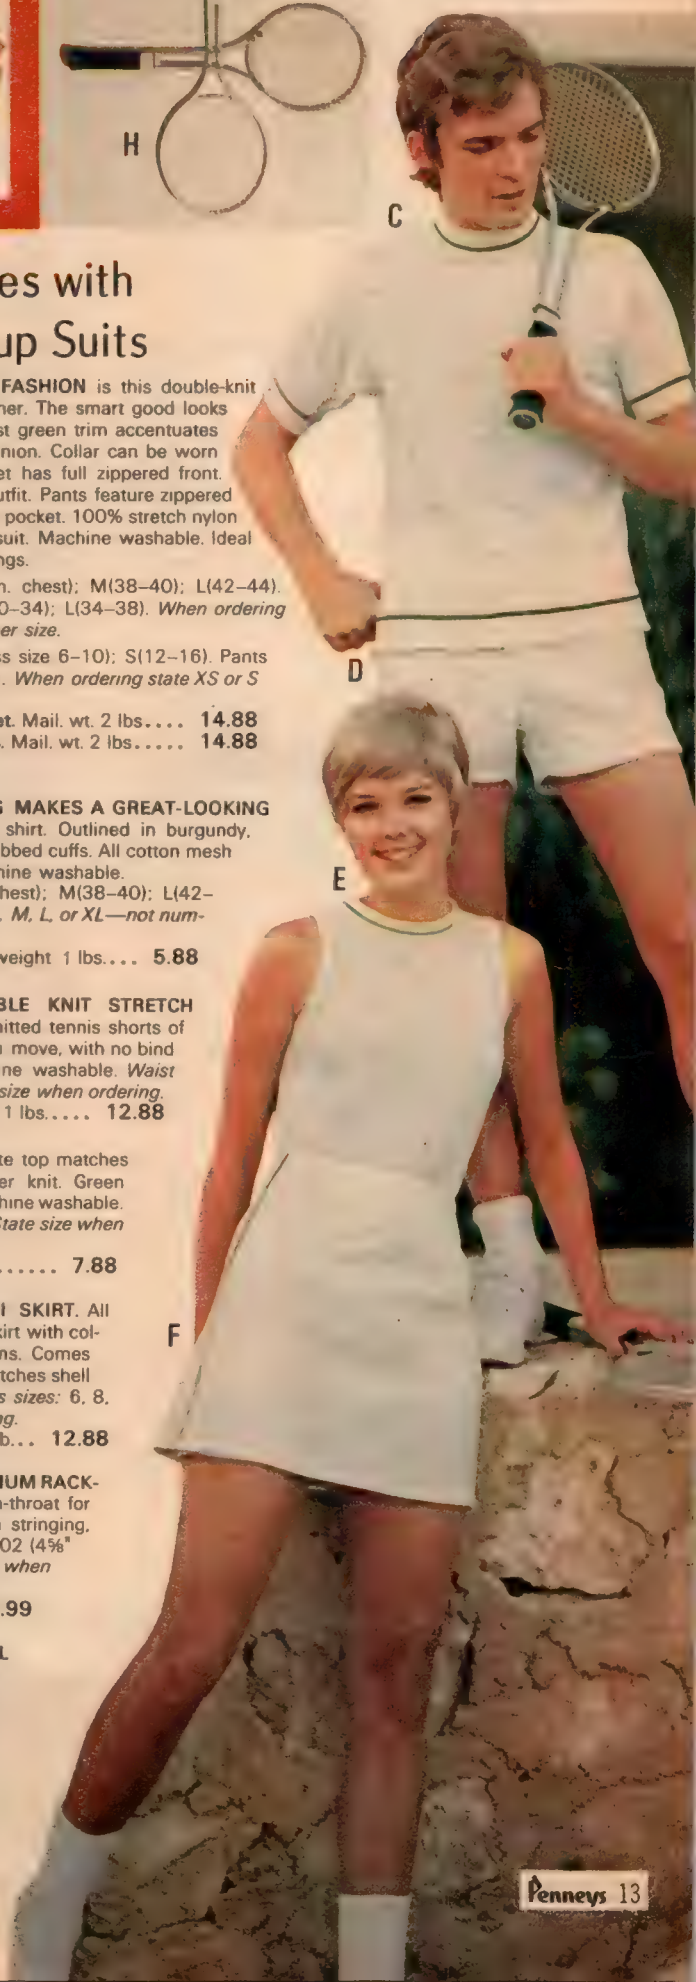 H
C
es with
up Suits
FASHION is this double-knit
ner. The smart good looks
st green trim accentuates
nion. Collar can be worn
et has full zippered front.
utfit. Pants feature zippered
pocket. 100% stretch nylon
suit. Machine washable. Ideal
ngs.
n. chest); M(38–40); L(42–44).
0–34); L(34–38). When ordering
er size.
ss size 6–10); S(12–16). Pants
. When ordering state XS or S
et. Mail. wt. 2 lbs.... 14.88
. Mail. wt. 2 lbs..... 14.88
D
G MAKES A GREAT-LOOKING
shirt. Outlined in burgundy,
bbed cuffs. All cotton mesh
hine washable.
hest); M(38–40); L(42–
, M, L, or XL—not num-
weight 1 lbs.... 5.88
E
BLE KNIT STRETCH
nitted tennis shorts of
u move, with no bind
ne washable. Waist
size when ordering.
1 lbs..... 12.88
te top matches
er knit. Green
hine washable.
State size when
...... 7.88
I SKIRT. All
kirt with col-
ns. Comes
tches shell
s sizes: 6, 8,
ng.
b... 12.88
F
NUM RACK-
n-throat for
stringing,
02 (4⅝"
when
.99
L
Penneys 13